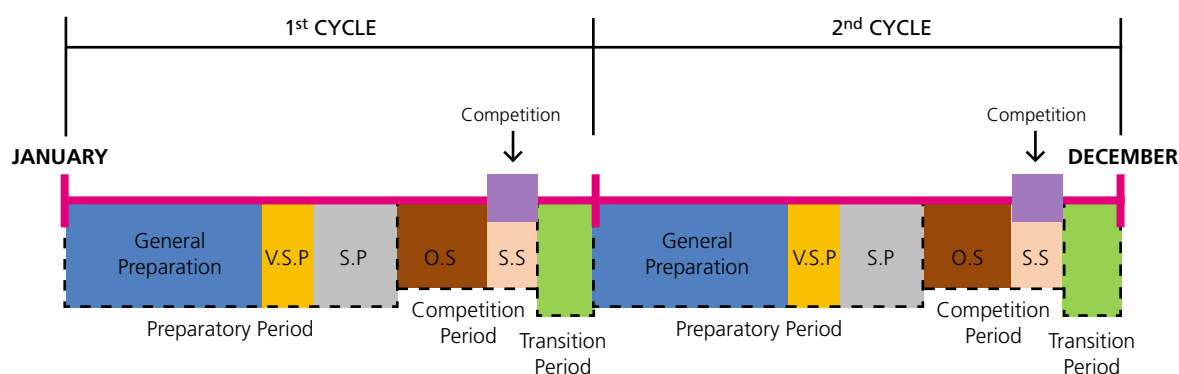 1st CYCLE
2nd CYCLE
Competition
Competition
JANUARY
DECEMBER
General
Preparation
V.S.P
S.P
O.S
S.S
General
Preparation
V.S.P
S.P
O.S
S.S
Preparatory Period
Competition
Period
Transition
Period
Preparatory Period
Competition
Period
Transition
Period